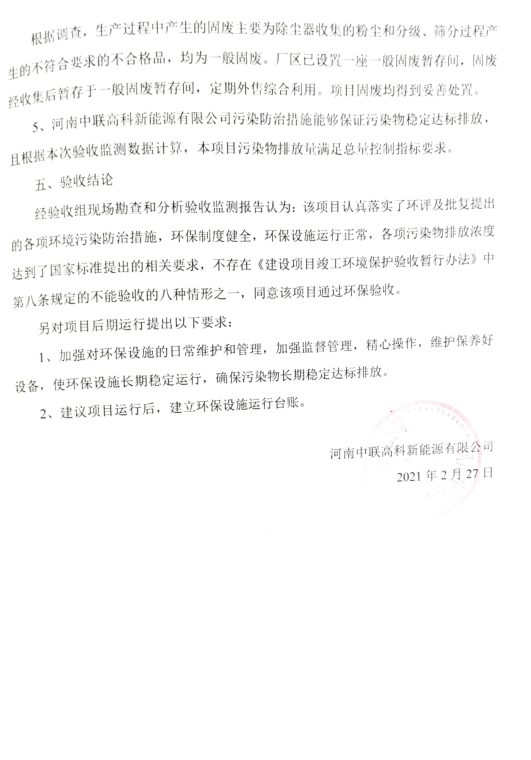 根据调查，生产过程中产生的固废主要为除尘器收集的粉尘和分级、筛分过程产
生的不符合要求的不合格品，均为一般固废。厂区已设置一座一般固废暂存间，固废
经收集后暂存于一般固废暂存间，定期外售综合利用。项目固废均得到妥善处置。
5、河南中联高科新能源有限公司污染防治措施能够保证污染物稳定达标排放，
且根据本次验收监测数据计算，本项目污染物排放量满足总量控制指标要求。
五、验收结论
经验收组现场勘查和分析验收监测报告认为：该项目认真落实了环评及批复提出
的各项环境污染防治措施，环保制度健全，环保设施运行正常，各项污染物排放浓度
达到了国家标准提出的相关要求，不存在《建设项目竣工环境保护验收暂行办法》中
第八条规定的不能验收的八种情形之一，同意该项目通过环保验收。
另对项目后期运行提出以下要求：
1、加强对环保设施的日常维护和管理，加强监督管理，精心操作，维护保养好
设备，使环保设施长期稳定运行，确保污染物长期稳定达标排放。
2、建议项目运行后，建立环保设施运行台账。
河南中联高科新能源有限公司
2021 年 2 月 27 日